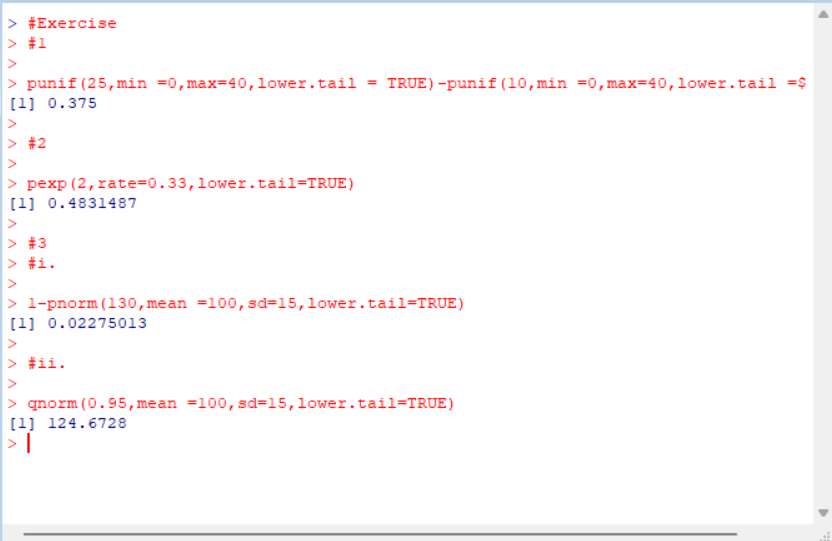 > #Exercise
> #1
>
> punif(25,min =0,max=40,lower.tail = TRUE)-punif(10,min =0,max=40,lower.tail =$
[1] 0.375
>
> #2
>
> pexp(2,rate=0.33,lower.tail=TRUE)
[1] 0.4831487
>
> #3
> #i.
>
> 1-pnorm(130,mean =100,sd=15,lower.tail=TRUE)
[1] 0.02275013
>
> #ii.
>
> qnorm(0.95,mean =100,sd=15,lower.tail=TRUE)
[1] 124.6728
>